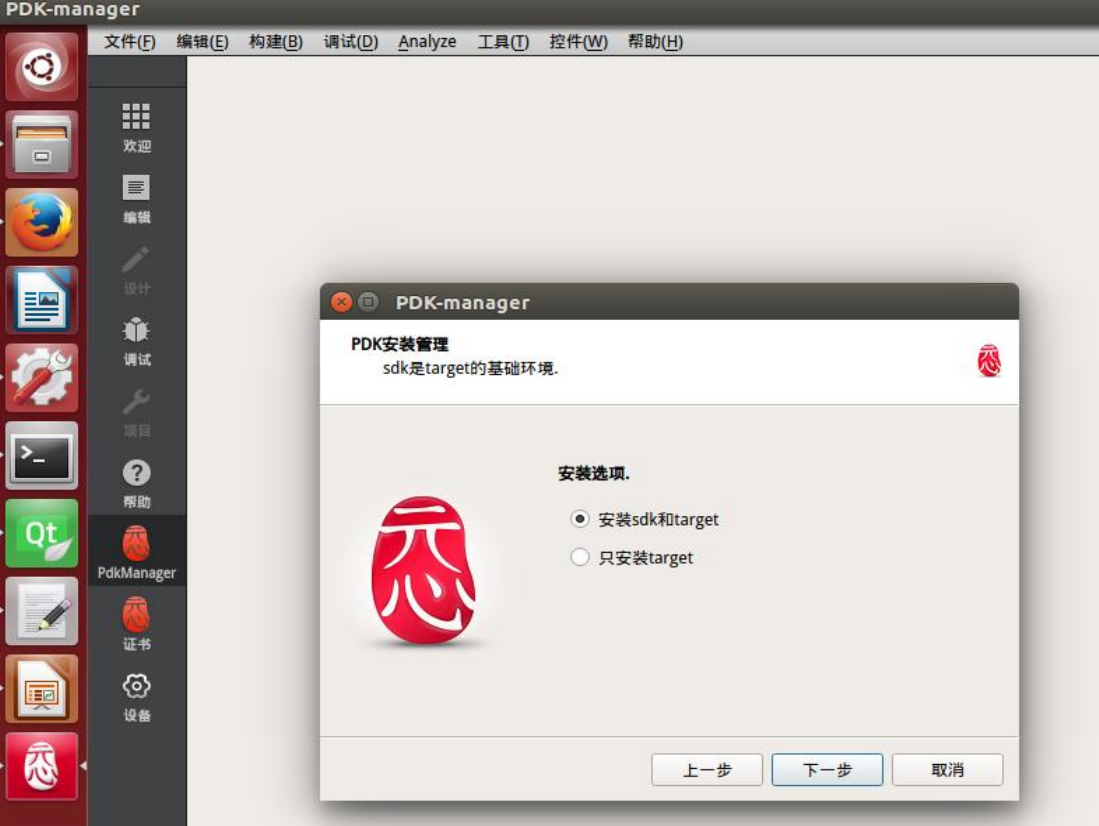 PDK-manager
文件(F) 编辑(E) 构建(B) 调试(D) Analyze 工具(T) 控件(W) 帮助(H)
欢迎
编辑
设计
调试
项目
帮助
PdkManager
证书
设备
Qt
PDK-manager
PDK安装管理
sdk是target的基础环境.
安装选项.
安装sdk和target
只安装target
上一步 下一步 取消